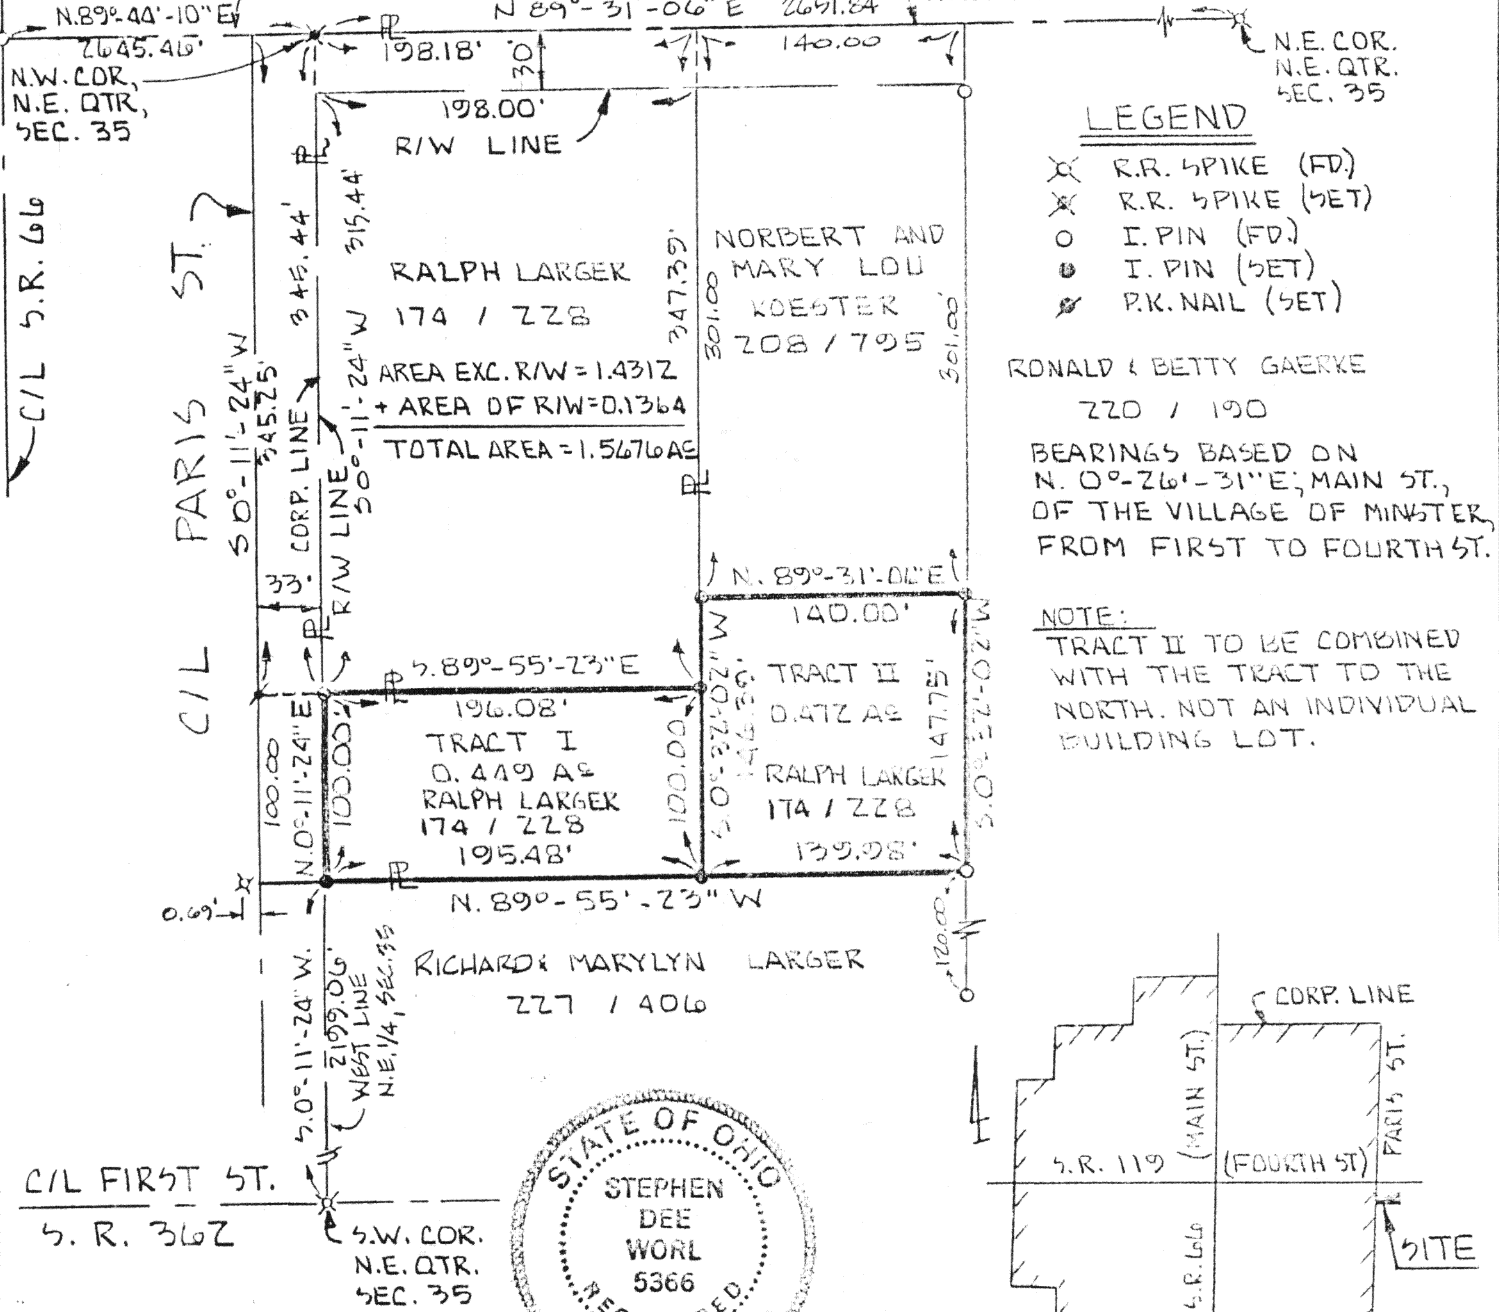 N.89°-44'-10"E
2645.46'
N 89°-31'-06" E 2651.84
198.18'
30'
140.00
N.W. COR,
N.E. QTR,
SEC. 35
N.E. COR.
N.E. QTR.
SEC. 35
198.00'
R/W LINE
LEGEND
R.R. SPIKE (FD.)
R.R. SPIKE (SET)
I. PIN (FD.)
I. PIN (SET)
P.K. NAIL (SET)
C/L S.R. 66
C/L PARIS ST.
S 0°-11'-24" W
345.25'
345.44'
CORP. LINE
315.44'
S 0°-11'-24" W
R/W LINE
RALPH LARGER
174 / 228
AREA EXC. R/W = 1.4312
+ AREA OF R/W=0.1364
TOTAL AREA = 1.5676 AC
347.39'
301.00
NORBERT AND
MARY LOU
KOESTER
208 / 795
301.00'
RONALD & BETTY GAERKE
220 / 190
BEARINGS BASED ON
N. 0°-26'-31"E; MAIN ST.,
OF THE VILLAGE OF MINSTER,
FROM FIRST TO FOURTH ST.
33'
N. 89°-31'-06"E
140.00'
NOTE:
TRACT II TO BE COMBINED
WITH THE TRACT TO THE
NORTH. NOT AN INDIVIDUAL
BUILDING LOT.
S.89°-55'-23"E
196.08'
TRACT I
0.449 AC
RALPH LARGER
174 / 228
195.48'
100.00
N.0°-11'-24"E
100.00'
100.00
S.0°-32'-02"W
146.39'
TRACT II
0.472 AC
RALPH LARGER
174 / 228
139.98'
147.75'
S.0°-32'-02"W
N. 89°-55'-23" W
0.69'
120.00
RICHARD & MARYLYN LARGER
227 / 406
S.0°-11'-24" W.
2199.06'
WEST LINE
N.E.1/4, SEC.35
C/L FIRST ST.
S. R. 362
S.W. COR.
N.E. QTR.
SEC. 35
STATE OF OHIO
STEPHEN
DEE
WORL
5366
CORP. LINE
(MAIN ST.)
PARIS ST.
S.R. 119
(FOURTH ST)
S.R. 66
SITE